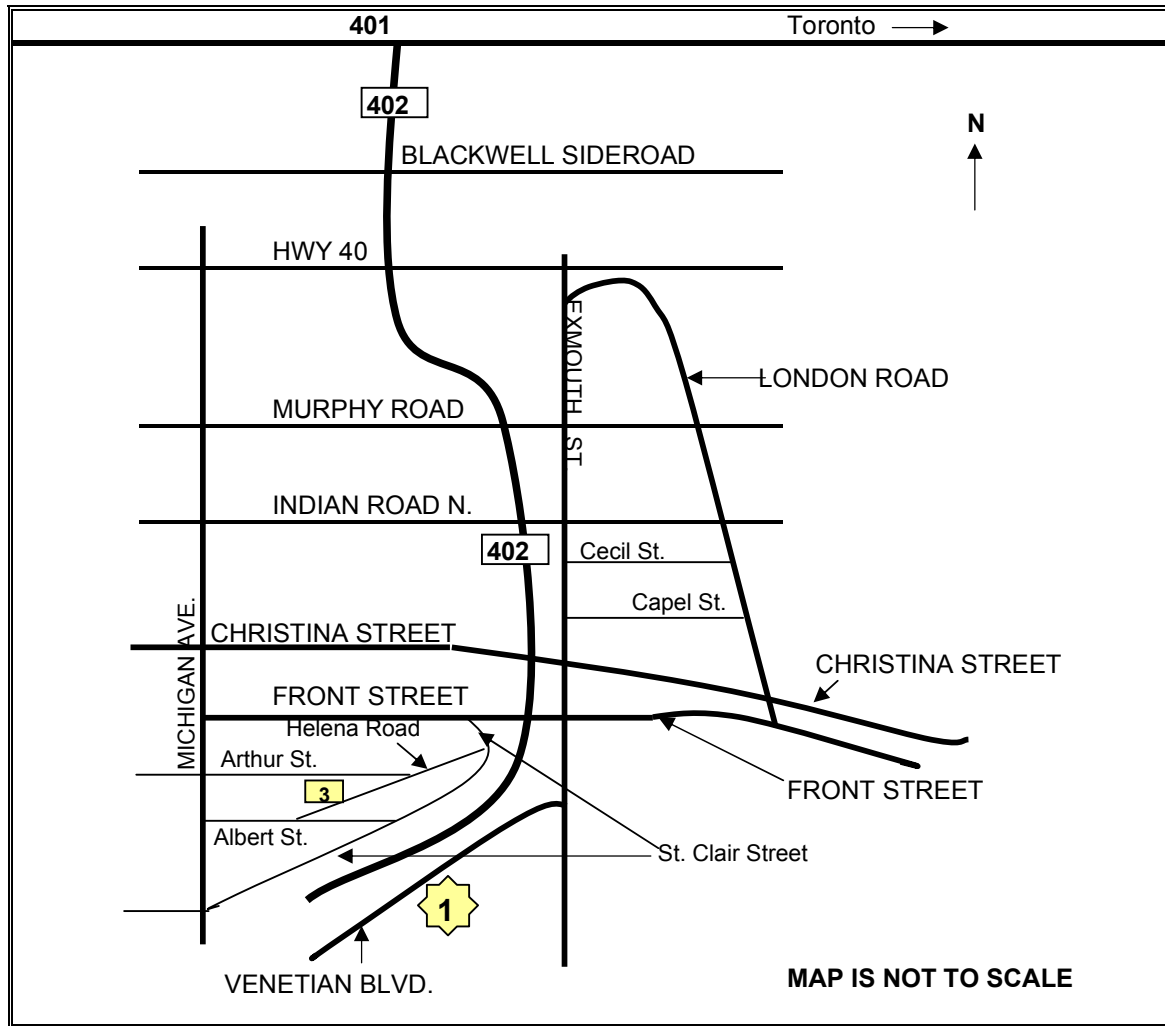 401 Toronto
402
N
BLACKWELL SIDEROAD
HWY 40
EXMOUTH ST.
LONDON ROAD
MURPHY ROAD
INDIAN ROAD N.
402
Cecil St.
Capel St.
MICHIGAN AVE.
CHRISTINA STREET
CHRISTINA STREET
FRONT STREET
Helena Road
Arthur St.
3
FRONT STREET
Albert St.
St. Clair Street
1
VENETIAN BLVD.
MAP IS NOT TO SCALE